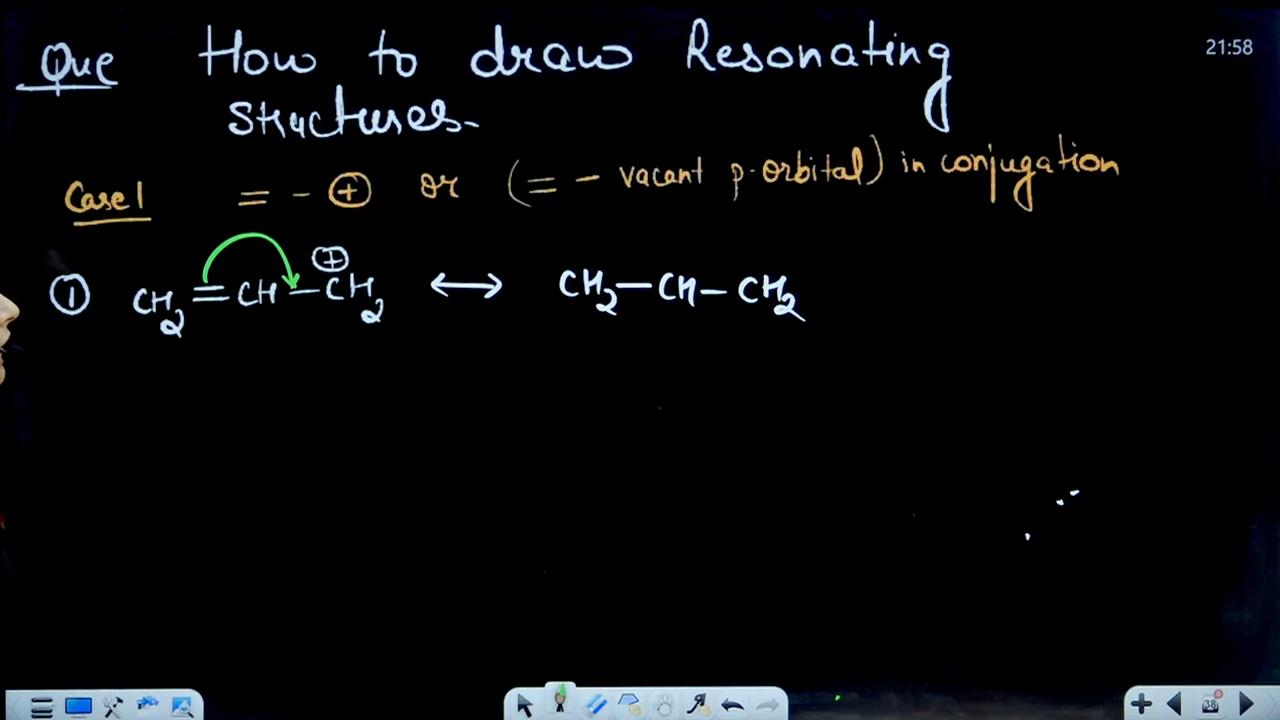 21:58
Que How to draw Resonating
structures.
Case 1 = - ⊕ or (= - vacant p-orbital) in conjugation
① CH₂=CH-CH₂ ⊕ ↔ CH₂-CH-CH₂
38